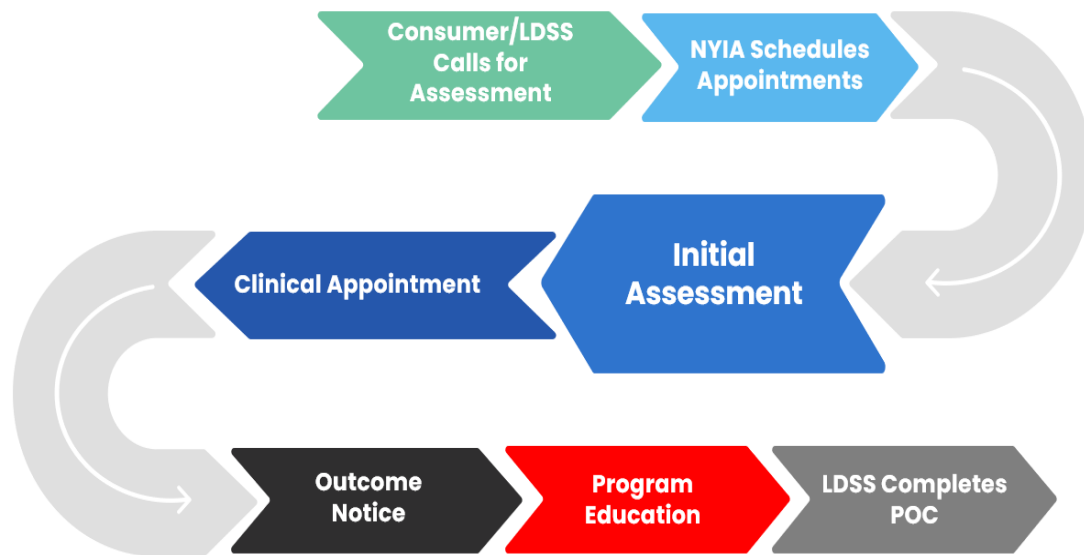 Consumer/LDSS
Calls for
Assessment
NYIA Schedules
Appointments
Initial
Assessment
Clinical Appointment
Outcome
Notice
Program
Education
LDSS Completes
POC